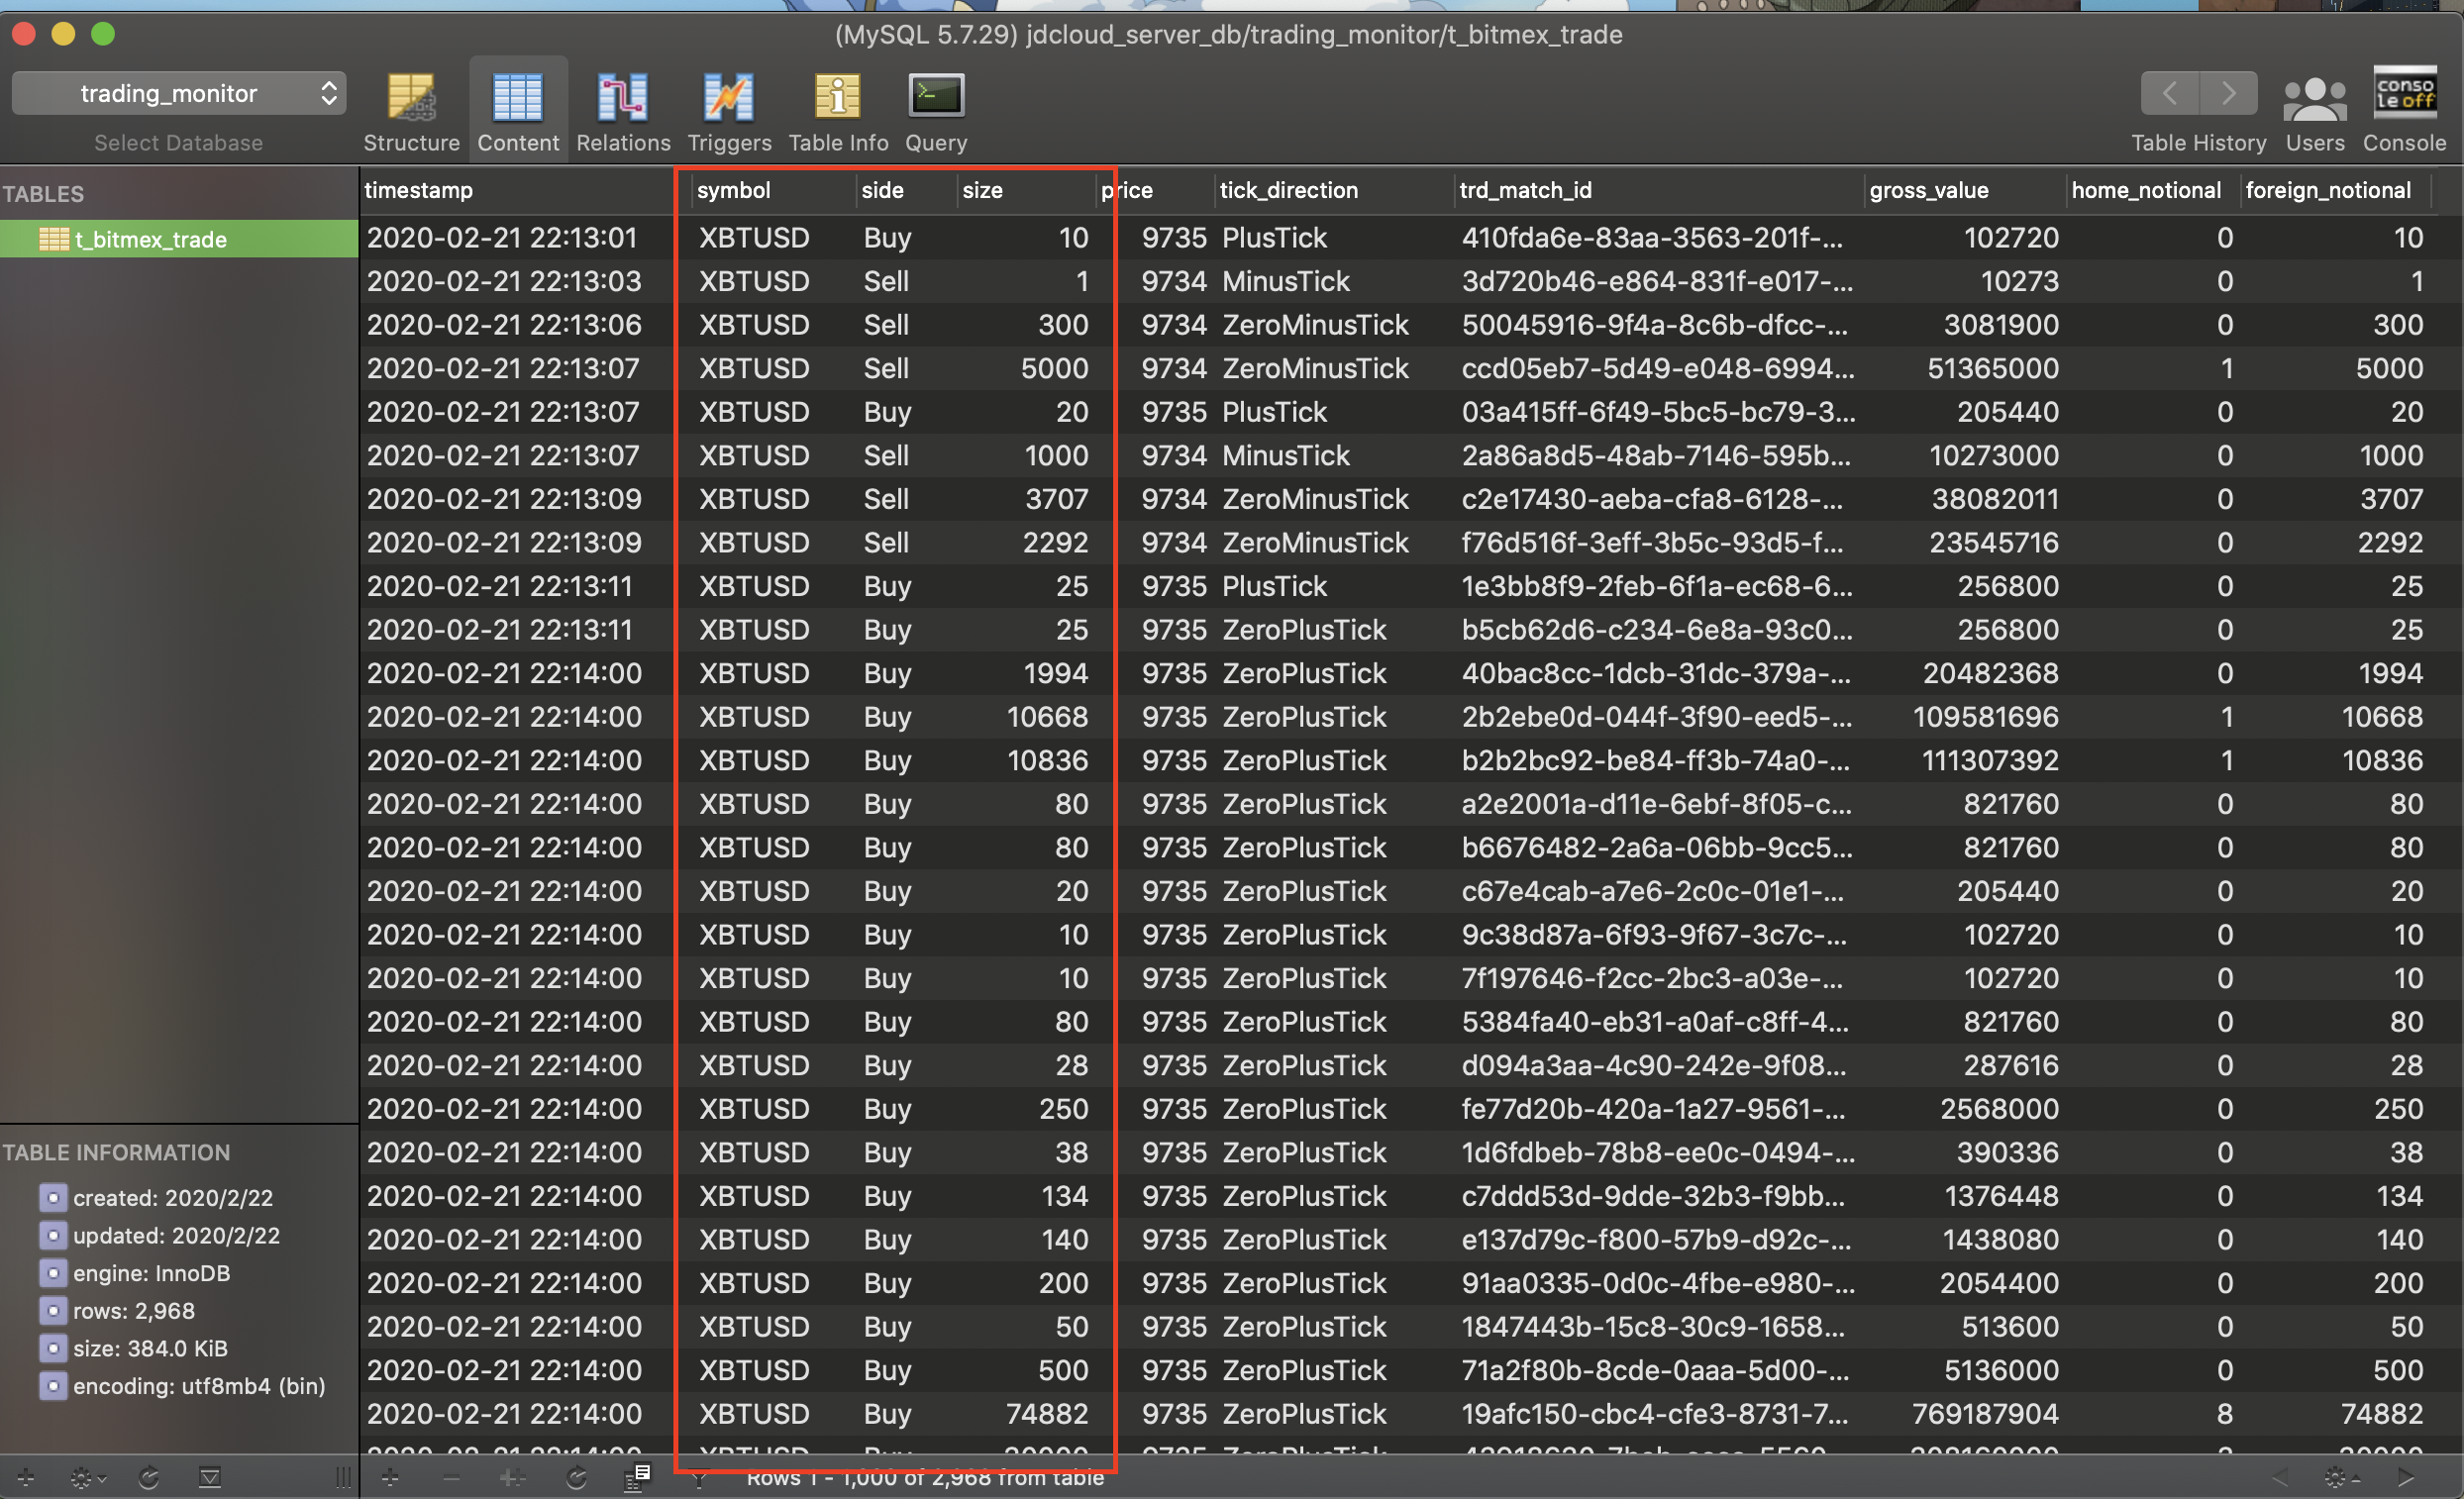 (MySQL 5.7.29) jdcloud_server_db/trading_monitor/t_bitmex_trade
trading_monitor
Select Database
Structure
Content
Relations
Triggers
Table Info
Query
Table History
Users
console off
Console
TABLES
t_bitmex_trade
timestamp symbol side size price tick_direction trd_match_id gross_value home_notional foreign_notional
2020-02-21 22:13:01 XBTUSD Buy 10 9735 PlusTick 410fda6e-83aa-3563-201f-... 102720 0 10
2020-02-21 22:13:03 XBTUSD Sell 1 9734 MinusTick 3d720b46-e864-831f-e017-... 10273 0 1
2020-02-21 22:13:06 XBTUSD Sell 300 9734 ZeroMinusTick 50045916-9f4a-8c6b-dfcc-... 3081900 0 300
2020-02-21 22:13:07 XBTUSD Sell 5000 9734 ZeroMinusTick ccd05eb7-5d49-e048-6994... 51365000 1 5000
2020-02-21 22:13:07 XBTUSD Buy 20 9735 PlusTick 03a415ff-6f49-5bc5-bc79-3... 205440 0 20
2020-02-21 22:13:07 XBTUSD Sell 1000 9734 MinusTick 2a86a8d5-48ab-7146-595b... 10273000 0 1000
2020-02-21 22:13:09 XBTUSD Sell 3707 9734 ZeroMinusTick c2e17430-aeba-cfa8-6128-... 38082011 0 3707
2020-02-21 22:13:09 XBTUSD Sell 2292 9734 ZeroMinusTick f76d516f-3eff-3b5c-93d5-f... 23545716 0 2292
2020-02-21 22:13:11 XBTUSD Buy 25 9735 PlusTick 1e3bb8f9-2feb-6f1a-ec68-6... 256800 0 25
2020-02-21 22:13:11 XBTUSD Buy 25 9735 ZeroPlusTick b5cb62d6-c234-6e8a-93c0... 256800 0 25
2020-02-21 22:14:00 XBTUSD Buy 1994 9735 ZeroPlusTick 40bac8cc-1dcb-31dc-379a-... 20482368 0 1994
2020-02-21 22:14:00 XBTUSD Buy 10668 9735 ZeroPlusTick 2b2ebe0d-044f-3f90-eed5-... 109581696 1 10668
2020-02-21 22:14:00 XBTUSD Buy 10836 9735 ZeroPlusTick b2b2bc92-be84-ff3b-74a0-... 111307392 1 10836
2020-02-21 22:14:00 XBTUSD Buy 80 9735 ZeroPlusTick a2e2001a-d11e-6ebf-8f05-c... 821760 0 80
2020-02-21 22:14:00 XBTUSD Buy 80 9735 ZeroPlusTick b6676482-2a6a-06bb-9cc5... 821760 0 80
2020-02-21 22:14:00 XBTUSD Buy 20 9735 ZeroPlusTick c67e4cab-a7e6-2c0c-01e1-... 205440 0 20
2020-02-21 22:14:00 XBTUSD Buy 10 9735 ZeroPlusTick 9c38d87a-6f93-9f67-3c7c-... 102720 0 10
2020-02-21 22:14:00 XBTUSD Buy 10 9735 ZeroPlusTick 7f197646-f2cc-2bc3-a03e-... 102720 0 10
2020-02-21 22:14:00 XBTUSD Buy 80 9735 ZeroPlusTick 5384fa40-eb31-a0af-c8ff-4... 821760 0 80
2020-02-21 22:14:00 XBTUSD Buy 28 9735 ZeroPlusTick d094a3aa-4c90-242e-9f08... 287616 0 28
2020-02-21 22:14:00 XBTUSD Buy 250 9735 ZeroPlusTick fe77d20b-420a-1a27-9561-... 2568000 0 250
2020-02-21 22:14:00 XBTUSD Buy 38 9735 ZeroPlusTick 1d6fdbeb-78b8-ee0c-0494-... 390336 0 38
2020-02-21 22:14:00 XBTUSD Buy 134 9735 ZeroPlusTick c7ddd53d-9dde-32b3-f9bb... 1376448 0 134
2020-02-21 22:14:00 XBTUSD Buy 140 9735 ZeroPlusTick e137d79c-f800-57b9-d92c-... 1438080 0 140
2020-02-21 22:14:00 XBTUSD Buy 200 9735 ZeroPlusTick 91aa0335-0d0c-4fbe-e980-... 2054400 0 200
2020-02-21 22:14:00 XBTUSD Buy 50 9735 ZeroPlusTick 1847443b-15c8-30c9-1658... 513600 0 50
2020-02-21 22:14:00 XBTUSD Buy 500 9735 ZeroPlusTick 71a2f80b-8cde-0aaa-5d00-... 5136000 0 500
2020-02-21 22:14:00 XBTUSD Buy 74882 9735 ZeroPlusTick 19afc150-cbc4-cfe3-8731-7... 769187904 8 74882
TABLE INFORMATION
created: 2020/2/22
updated: 2020/2/22
engine: InnoDB
rows: 2,968
size: 384.0 KiB
encoding: utf8mb4 (bin)
Rows 1 - 1,000 of 2,968 from table